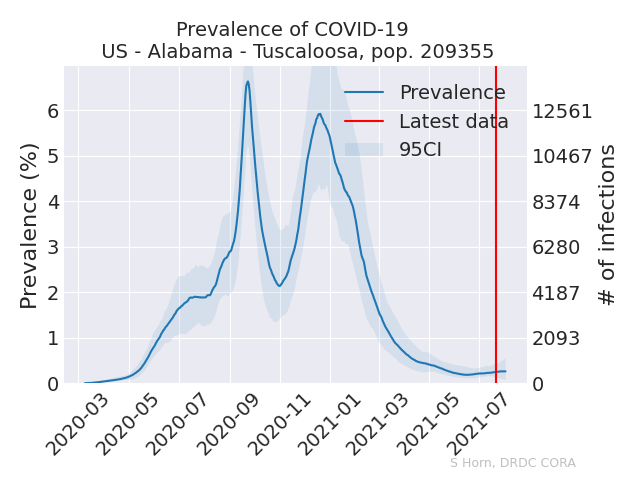 Prevalence of COVID-19
US - Alabama - Tuscaloosa, pop. 209355
Prevalence
Latest data
95CI
Prevalence (%)
6
5
4
3
2
1
0
12561
10467
8374
6280
4187
2093
0
# of infections
2020-03
2020-05
2020-07
2020-09
2020-11
2021-01
2021-03
2021-05
2021-07
S Horn, DRDC CORA